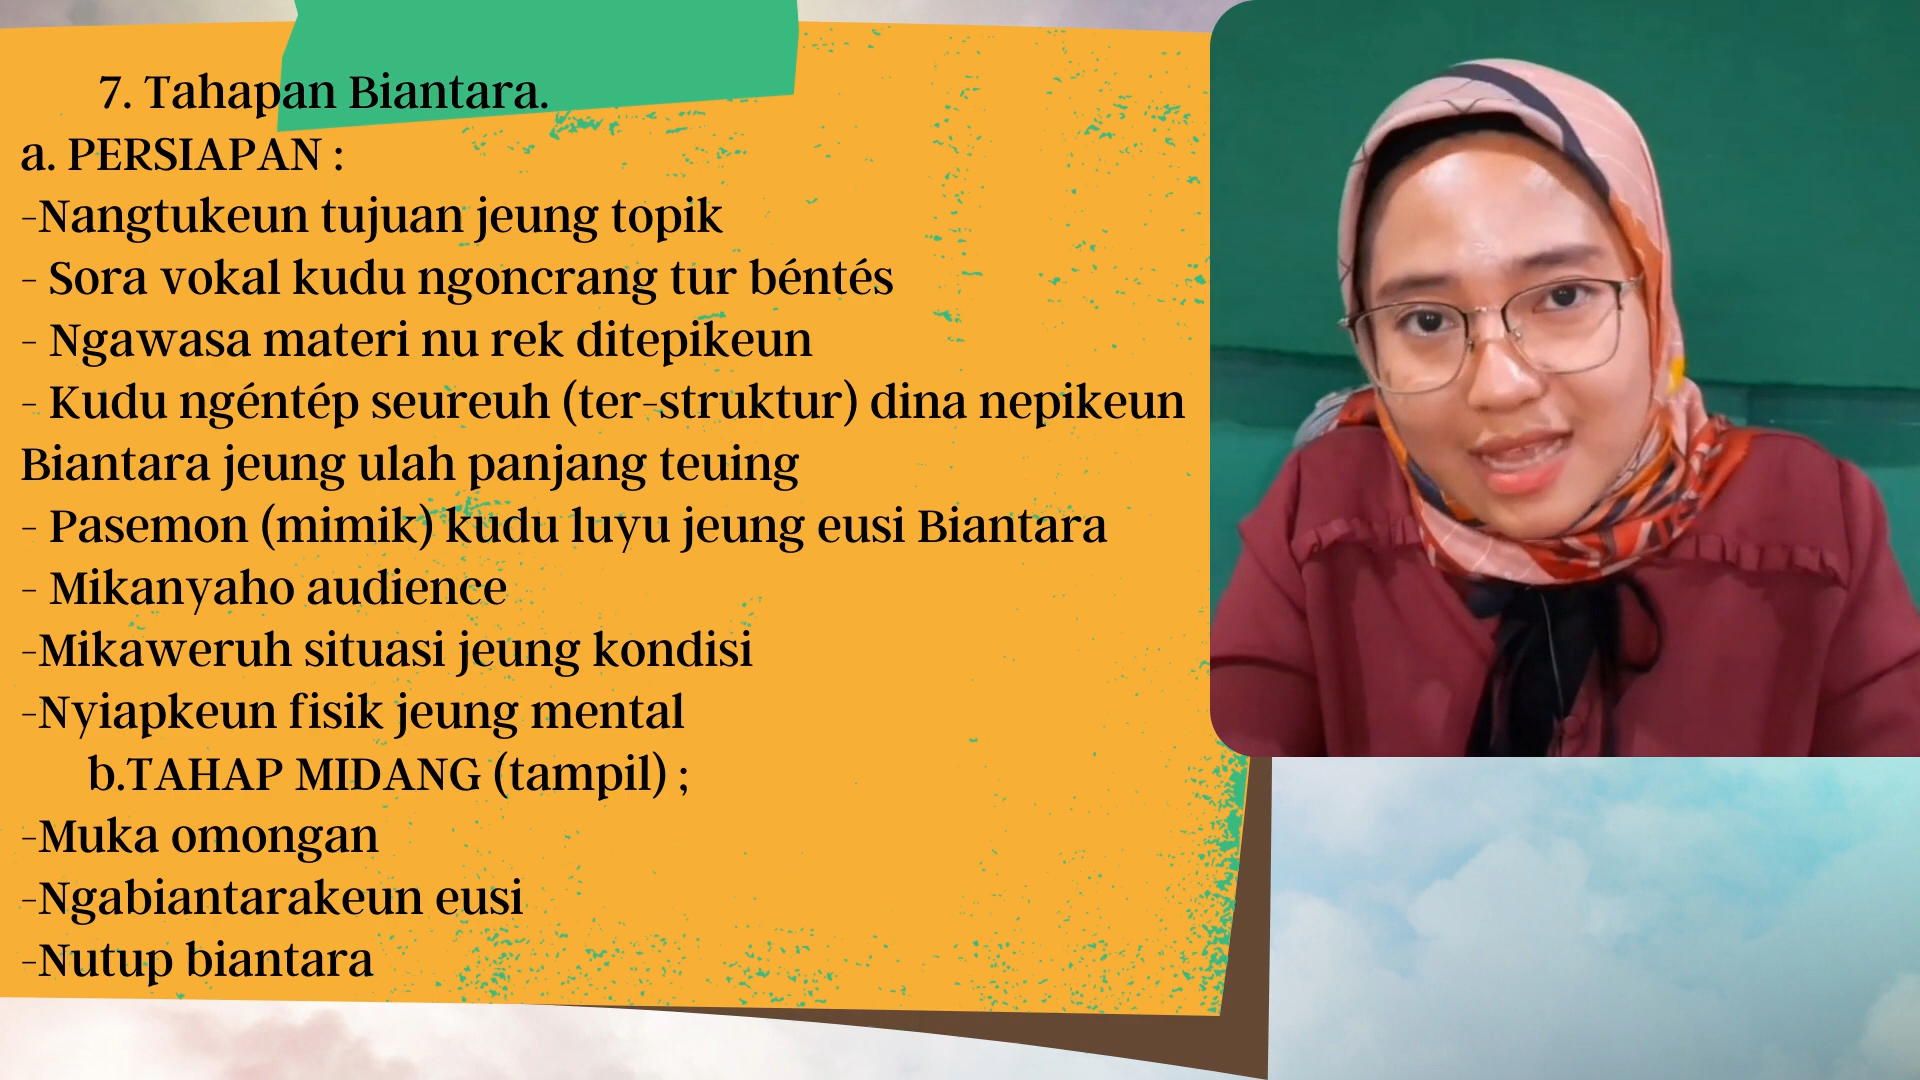 7. Tahapan Biantara.
a. PERSIAPAN :
-Nangtukeun tujuan jeung topik
- Sora vokal kudu ngoncrang tur béntés
- Ngawasa materi nu rek ditepikeun
- Kudu ngéntép seureuh (ter-struktur) dina nepikeun
Biantara jeung ulah panjang teuing
- Pasemon (mimik) kudu luyu jeung eusi Biantara
- Mikanyaho audience
-Mikaweruh situasi jeung kondisi
-Nyiapkeun fisik jeung mental
b.TAHAP MIDANG (tampil) ;
-Muka omongan
-Ngabiantarakeun eusi
-Nutup biantara